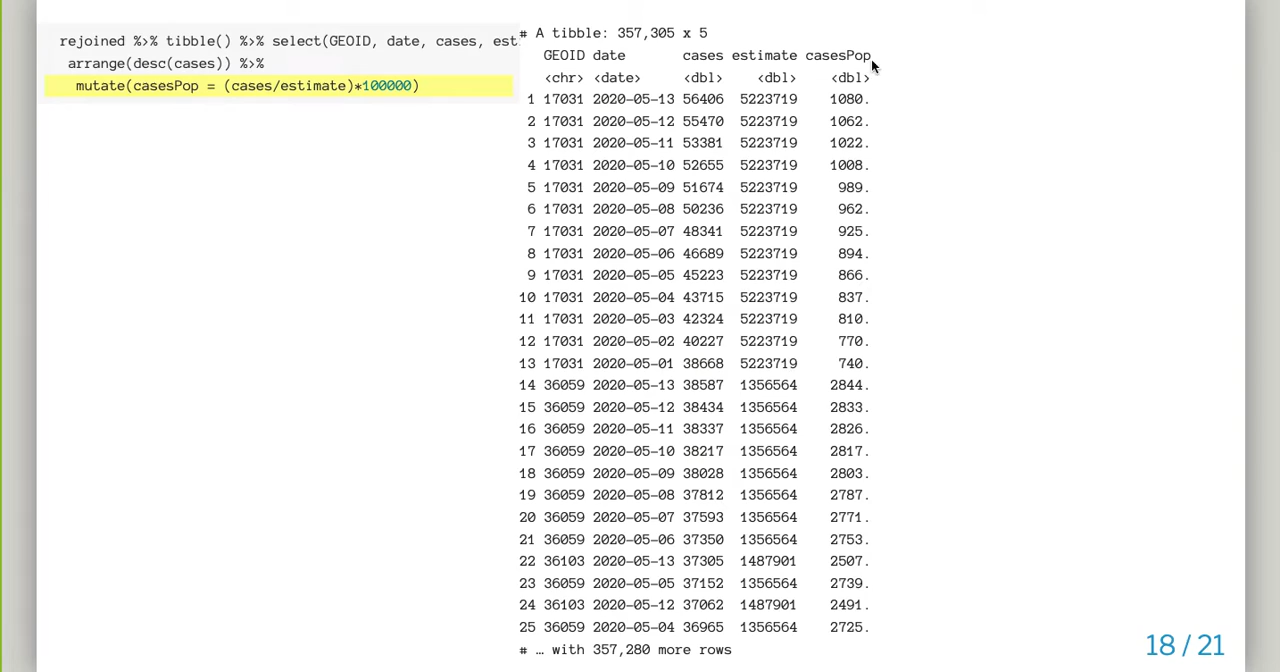 rejoined %>% tibble() %>% select(GEOID, date, cases, est
arrange(desc(cases)) %>%
mutate(casesPop = (cases/estimate)*100000)
# A tibble: 357,305 x 5
GEOID date cases estimate casesPop
<chr> <date> <dbl> <dbl> <dbl>
1 17031 2020-05-13 56406 5223719 1080.
2 17031 2020-05-12 55470 5223719 1062.
3 17031 2020-05-11 53381 5223719 1022.
4 17031 2020-05-10 52655 5223719 1008.
5 17031 2020-05-09 51674 5223719 989.
6 17031 2020-05-08 50236 5223719 962.
7 17031 2020-05-07 48341 5223719 925.
8 17031 2020-05-06 46689 5223719 894.
9 17031 2020-05-05 45223 5223719 866.
10 17031 2020-05-04 43715 5223719 837.
11 17031 2020-05-03 42324 5223719 810.
12 17031 2020-05-02 40227 5223719 770.
13 17031 2020-05-01 38668 5223719 740.
14 36059 2020-05-13 38587 1356564 2844.
15 36059 2020-05-12 38434 1356564 2833.
16 36059 2020-05-11 38337 1356564 2826.
17 36059 2020-05-10 38217 1356564 2817.
18 36059 2020-05-09 38028 1356564 2803.
19 36059 2020-05-08 37812 1356564 2787.
20 36059 2020-05-07 37593 1356564 2771.
21 36059 2020-05-06 37350 1356564 2753.
22 36103 2020-05-13 37305 1487901 2507.
23 36059 2020-05-05 37152 1356564 2739.
24 36103 2020-05-12 37062 1487901 2491.
25 36059 2020-05-04 36965 1356564 2725.
# … with 357,280 more rows
18 / 21